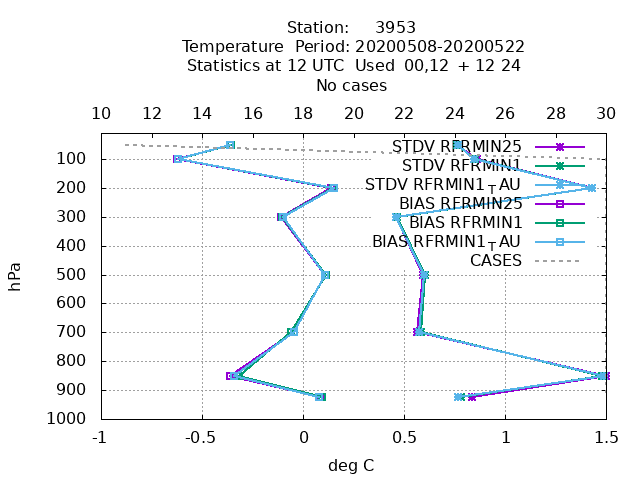 Station: 3953
Temperature Period: 20200508-20200522
Statistics at 12 UTC Used 00,12 + 12 24
No cases
10 12 14 16 18 20 22 24 26 28 30
STDV RFRMIN25
STDV RFRMIN1
STDV RFRMIN1TAU
BIAS RFRMIN25
BIAS RFRMIN1
BIAS RFRMIN1TAU
CASES
100
200
300
400
500
600
700
800
900
1000
hPa
-1 -0.5 0 0.5 1 1.5
deg C